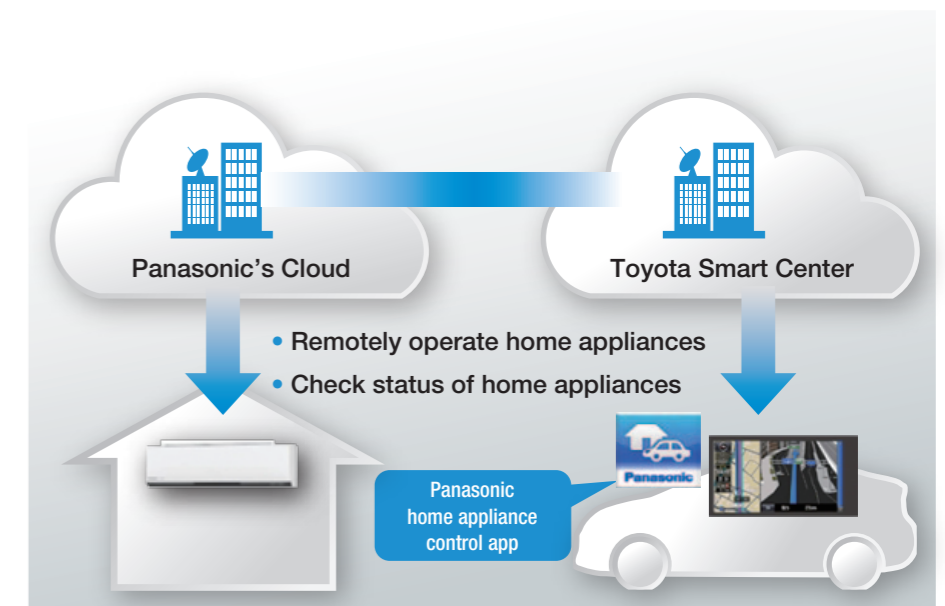 Panasonic's Cloud
Toyota Smart Center
• Remotely operate home appliances
• Check status of home appliances
Panasonic
Panasonic
home appliance
control app